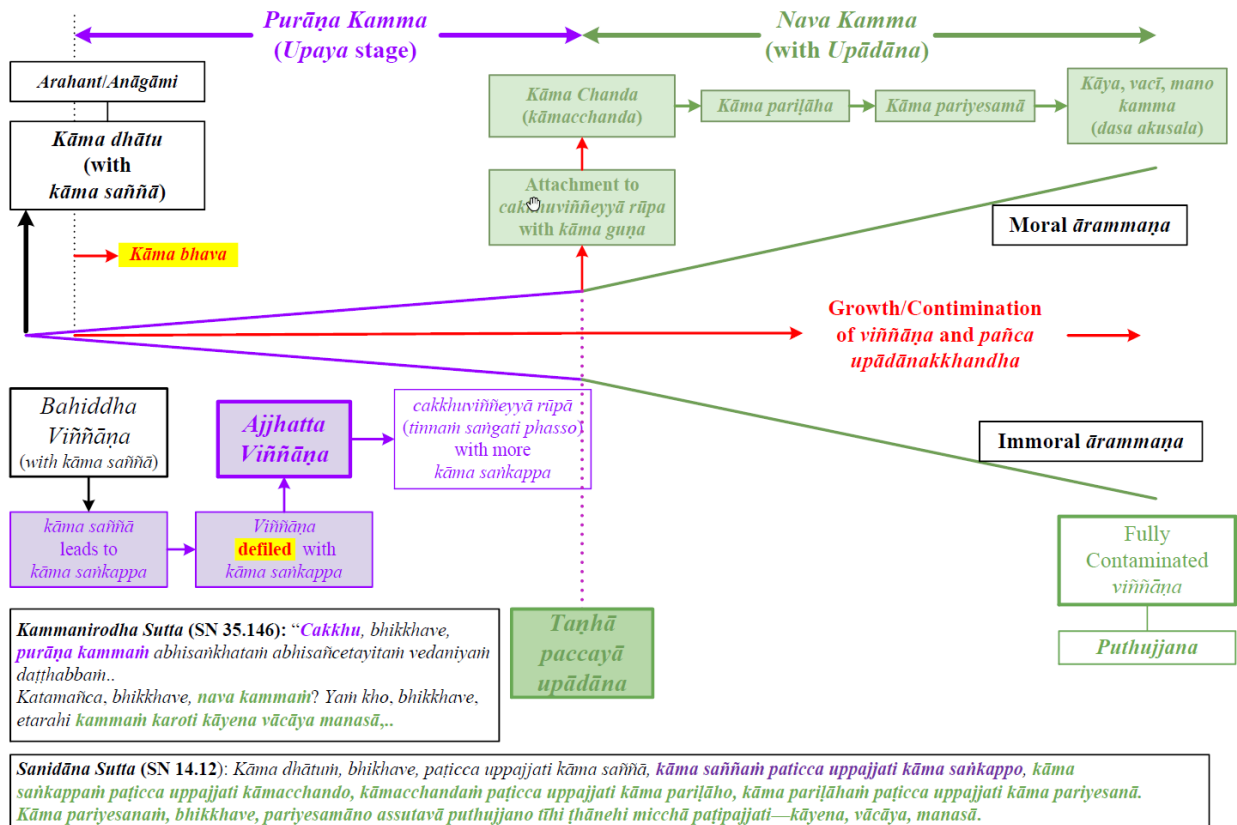 Purāṇa Kamma
(Upaya stage)
Nava Kamma
(with Upādāna)
Arahant/Anāgāmi
Kāma dhātu
(with
kāma saññā)
Kāma bhava
Kāma Chanda
(kāmacchanda)
Kāma pariḷāha
Kāma pariyesamā
Kāya, vacī, mano
kamma
(dasa akusala)
Attachment to
cakkhuviññeyyā rūpa
with kāma guṇa
Moral ārammaṇa
Growth/Contimination
of viññāṇa and pañca
upādānakkhandha
Bahiddha
Viññāṇa
(with kāma saññā)
Ajjhatta
Viññāṇa
cakkhuviññeyyā rūpā
(tinnaṁ saṅgati phasso)
with more
kāma saṅkappa
Immoral ārammaṇa
kāma saññā
leads to
kāma saṅkappa
Viññāṇa
defiled with
kāma saṅkappa
Fully
Contaminated
viññāṇa
Puthujjana
Taṇhā
paccayā
upādāna
Kammanirodha Sutta (SN 35.146): “Cakkhu, bhikkhave,
purāṇa kammaṁ abhisaṅkhataṁ abhisañcetayitaṁ vedaniyaṁ
daṭṭhabbaṁ..
Katamañca, bhikkhave, nava kammaṁ? Yaṁ kho, bhikkhave,
etarahi kammaṁ karoti kāyena vācāya manasā,..
Sanidāna Sutta (SN 14.12): Kāma dhātuṁ, bhikhave, paṭicca uppajjati kāma saññā, kāma saññaṁ paticca uppajjati kāma saṅkappo, kāma
saṅkappaṁ paṭicca uppajjati kāmacchando, kāmacchandaṁ paṭicca uppajjati kāma pariḷāho, kāma pariḷāhaṁ paṭicca uppajjati kāma pariyesanā.
Kāma pariyesanaṁ, bhikkhave, pariyesamāno assutavā puthujjano tīhi ṭhānehi micchā paṭipajjati—kāyena, vācāya, manasā.